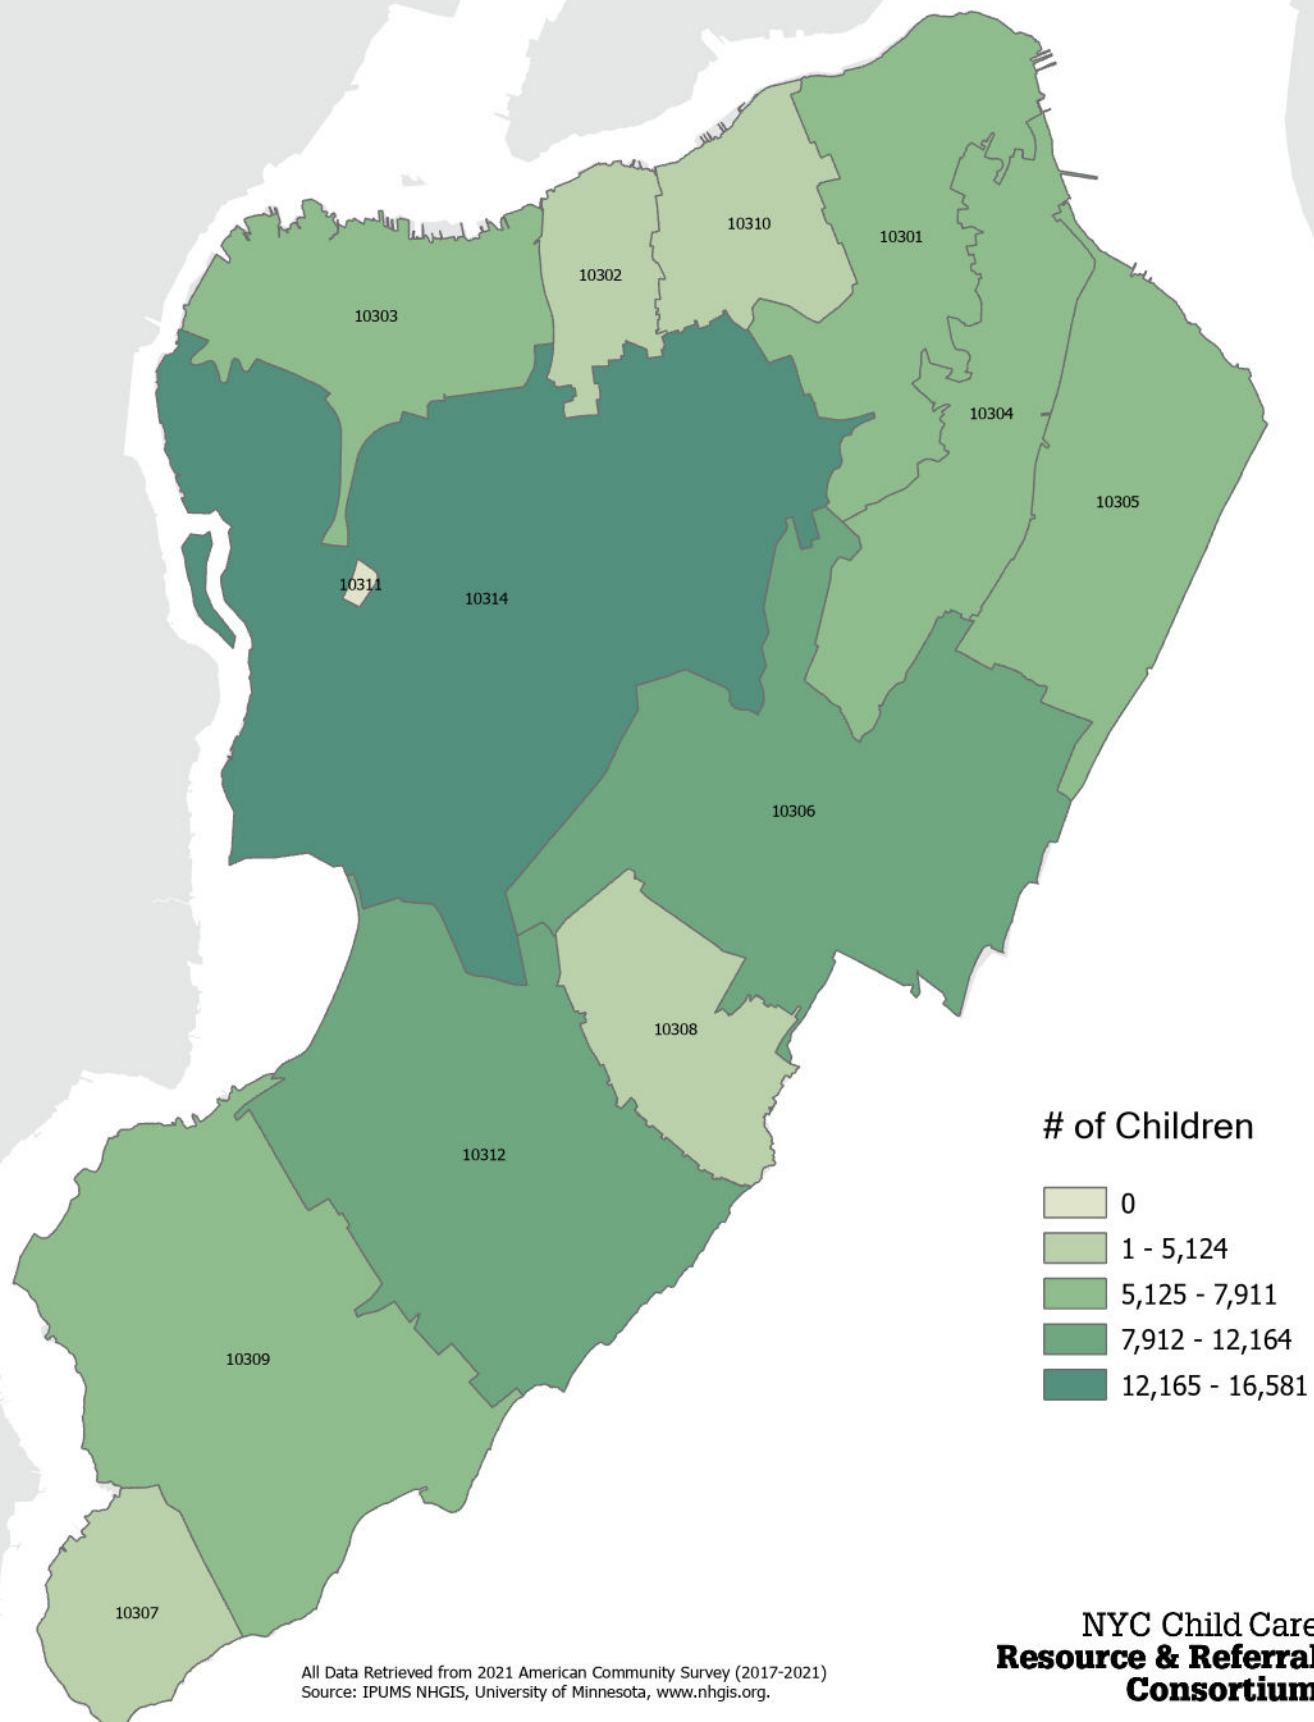 10310
10301
10302
10303
10304
10305
10311
10314
10306
10308
10312
10309
10307
# of Children
0
1 - 5,124
5,125 - 7,911
7,912 - 12,164
12,165 - 16,581
NYC Child Care
Resource & Referral
Consortium
All Data Retrieved from 2021 American Community Survey (2017-2021)
Source: IPUMS NHGIS, University of Minnesota, www.nhgis.org.